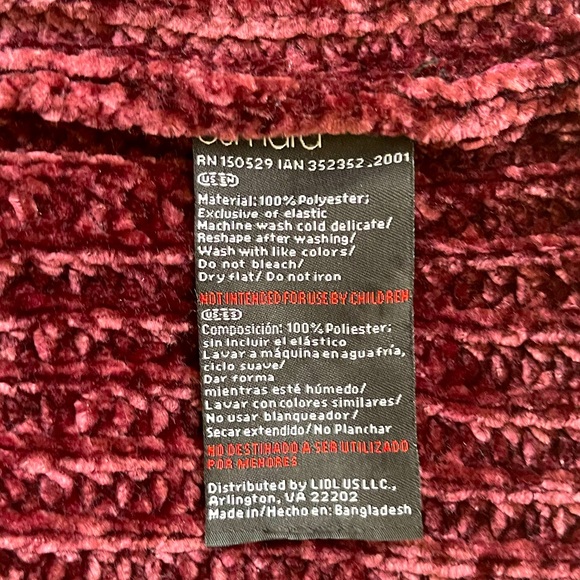 RN 150529 IAN 352352_2001
US-EN
Material: 100% Polyester;
Exclusive of elastic
Machine wash cold delicate/
Reshape after washing/
Wash with like colors/
Do not bleach/
Dry flat/ Do not iron
NOT INTENDED FOR USE BY CHILDREN
US-ES
Composición: 100% Poliester;
sin incluir el elástico
Lavar a máquina en agua fría,
ciclo suave/
Dar forma
mientras esté húmedo/
Lavar con colores similares/
No usar blanqueador/
Secar extendido/ No Planchar
NO DESTINADO A SER UTILIZADO
POR MENORES
Distributed by LIDL US LLC.,
Arlington, VA 22202
Made in/Hecho en: Bangladesh